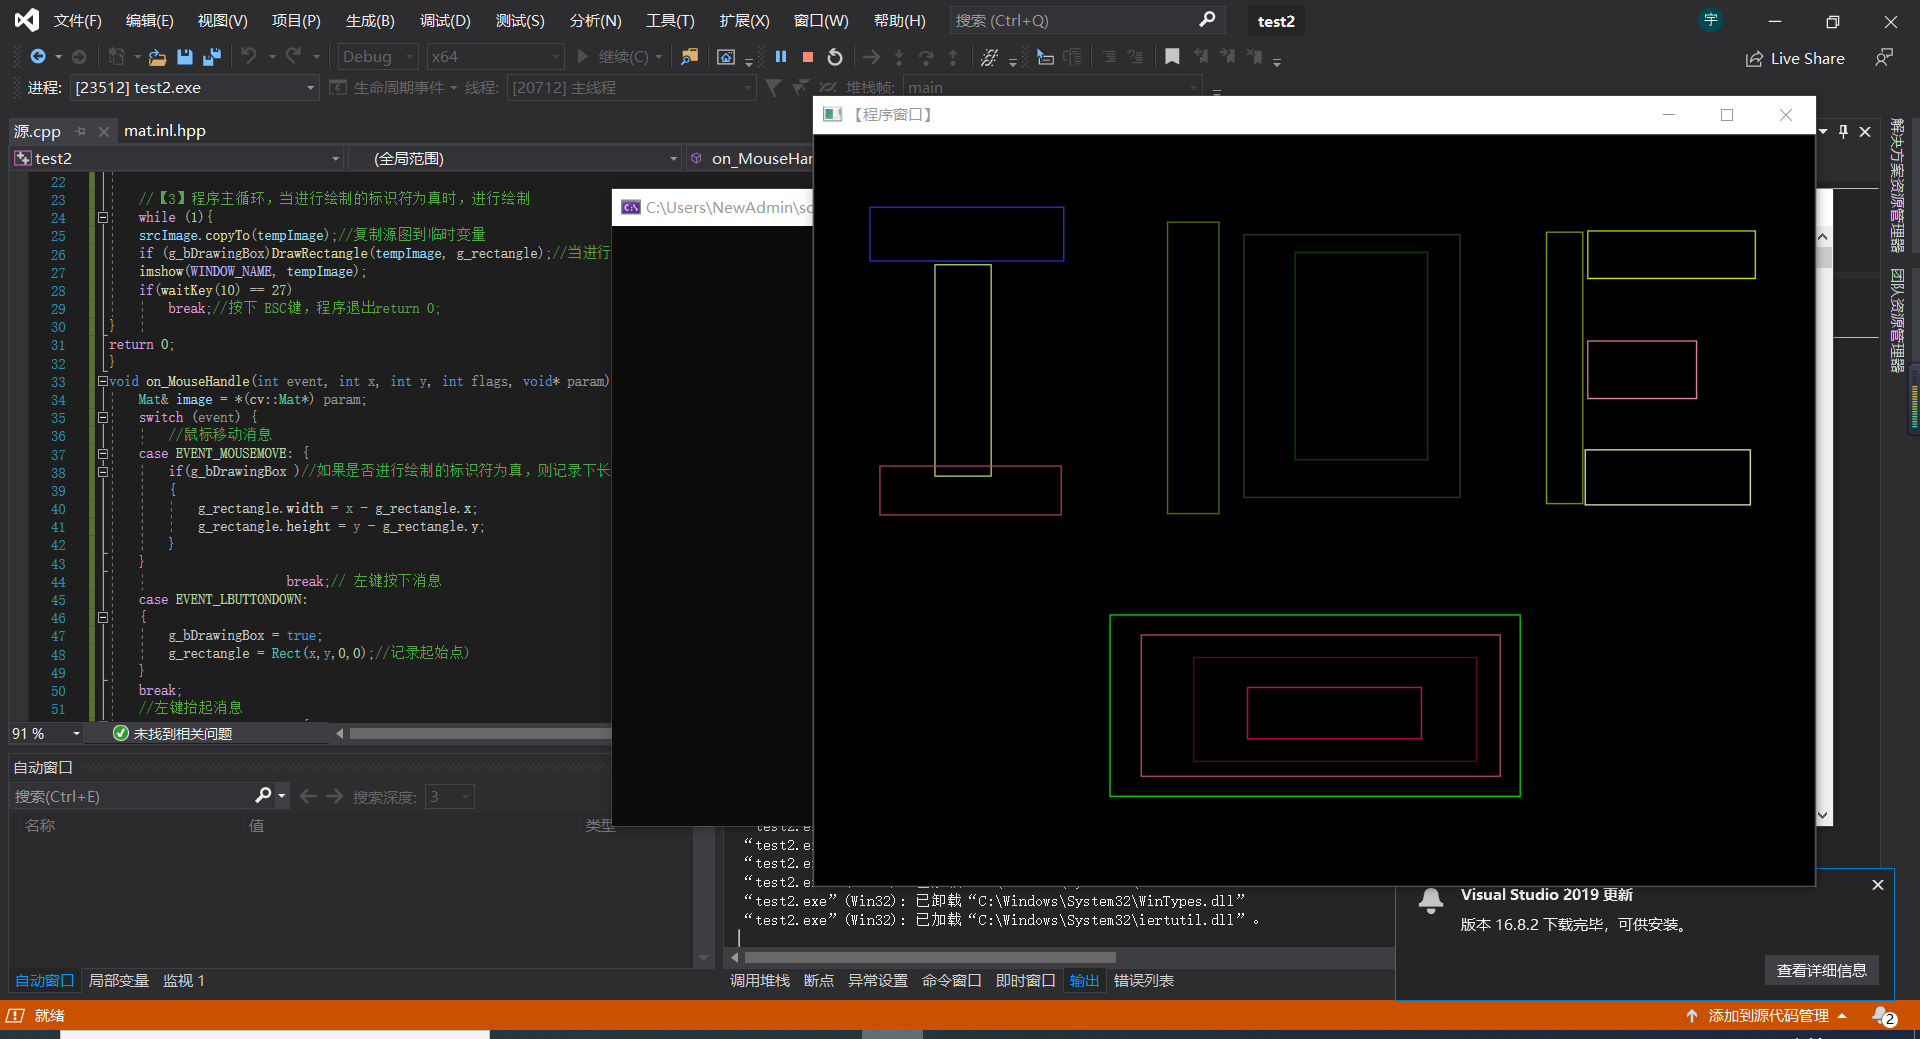 文件(F) 编辑(E) 视图(V) 项目(P) 生成(B) 调试(D) 测试(S) 分析(N) 工具(T) 扩展(X) 窗口(W) 帮助(H) 搜索 (Ctrl+Q) test2 宇
Debug x64 继续(C) Live Share
进程: [23512] test2.exe 生命周期事件 线程: [20712] 主线程 堆栈帧: main
【程序窗口】
源.cpp mat.inl.hpp
test2 (全局范围) on_MouseHar
C:\Users\NewAdmin\sc
22
23 //【3】程序主循环，当进行绘制的标识符为真时，进行绘制
24 while (1){
25 srcImage.copyTo(tempImage);//复制源图到临时变量
26 if (g_bDrawingBox)DrawRectangle(tempImage, g_rectangle);//当进行
27 imshow(WINDOW_NAME, tempImage);
28 if(waitKey(10) == 27)
29 break;//按下 ESC键，程序退出return 0;
30 }
31 return 0;
32 }
33 void on_MouseHandle(int event, int x, int y, int flags, void* param)
34 Mat& image = *(cv::Mat*) param;
35 switch (event) {
36 //鼠标移动消息
37 case EVENT_MOUSEMOVE: {
38 if(g_bDrawingBox )//如果是否进行绘制的标识符为真，则记录下长
39 {
40 g_rectangle.width = x - g_rectangle.x;
41 g_rectangle.height = y - g_rectangle.y;
42 }
43 }
44 break;// 左键按下消息
45 case EVENT_LBUTTONDOWN:
46 {
47 g_bDrawingBox = true;
48 g_rectangle = Rect(x,y,0,0);//记录起始点)
49 }
50 break;
51 //左键抬起消息
91 % 未找到相关问题
自动窗口
搜索(Ctrl+E) 搜索深度: 3
名称 值 类型
“test2.ex
“test2.ex
“test2.ex
“test2.exe” (Win32): 已卸载 “C:\Windows\System32\WinTypes.dll”
“test2.exe” (Win32): 已加载 “C:\Windows\System32\iertutil.dll”。
自动窗口 局部变量 监视 1
调用堆栈 断点 异常设置 命令窗口 即时窗口 输出 错误列表
解决方案资源管理器
团队资源管理器
Visual Studio 2019 更新
版本 16.8.2 下载完毕，可供安装。
查看详细信息
就绪 添加到源代码管理 2